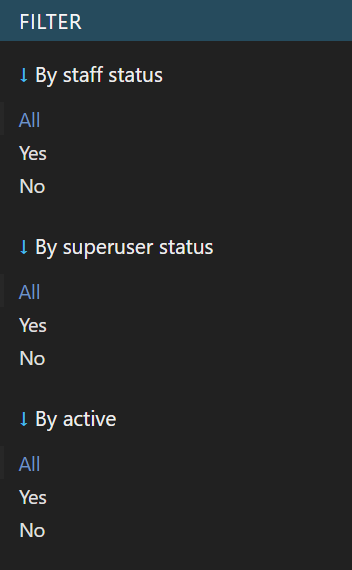 FILTER
↓ By staff status
All
Yes
No
↓ By superuser status
All
Yes
No
↓ By active
All
Yes
No